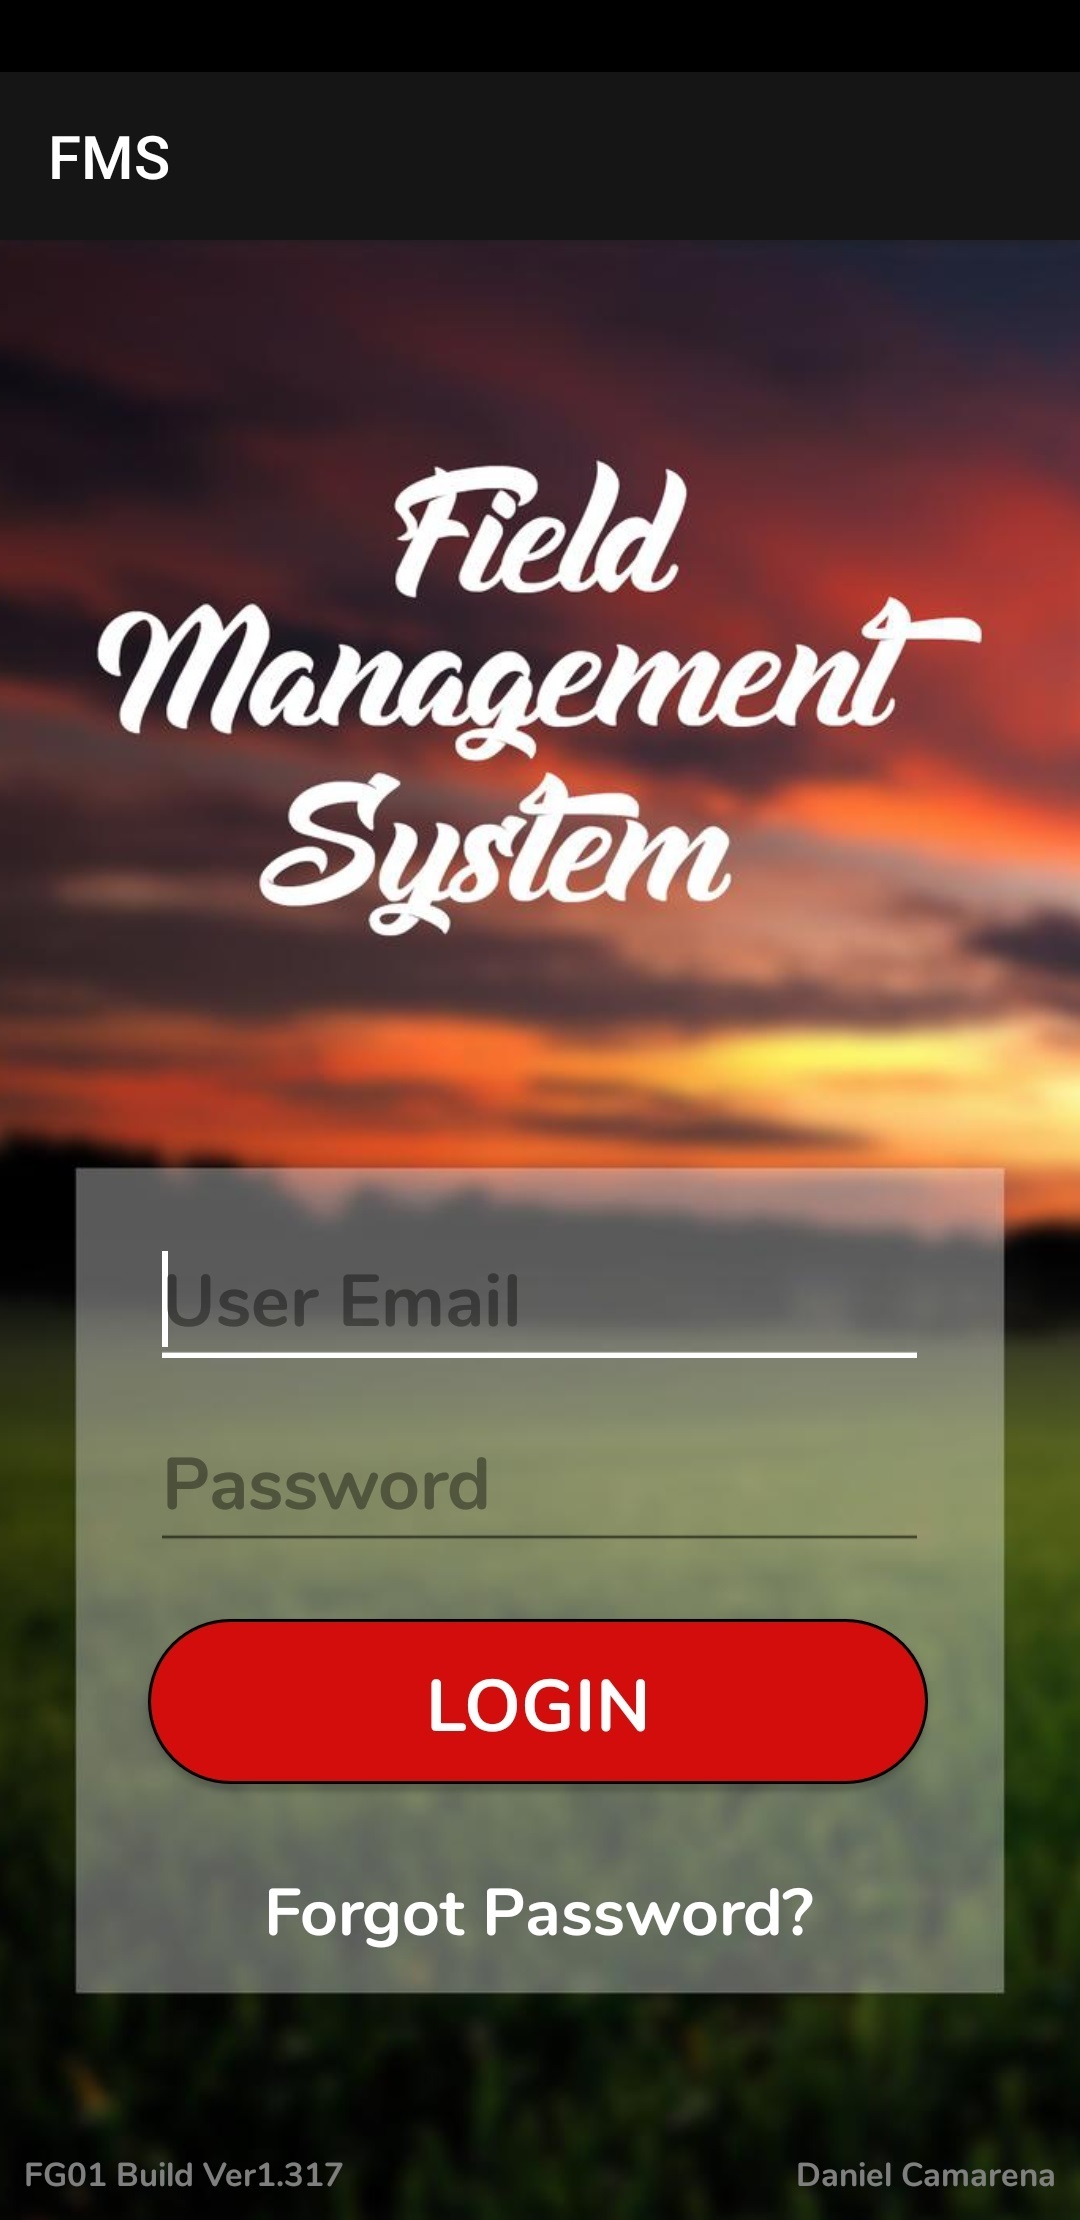 FMS
Field
Management
System
User Email
Password
LOGIN
Forgot Password?
FG01 Build Ver1.317
Daniel Camarena